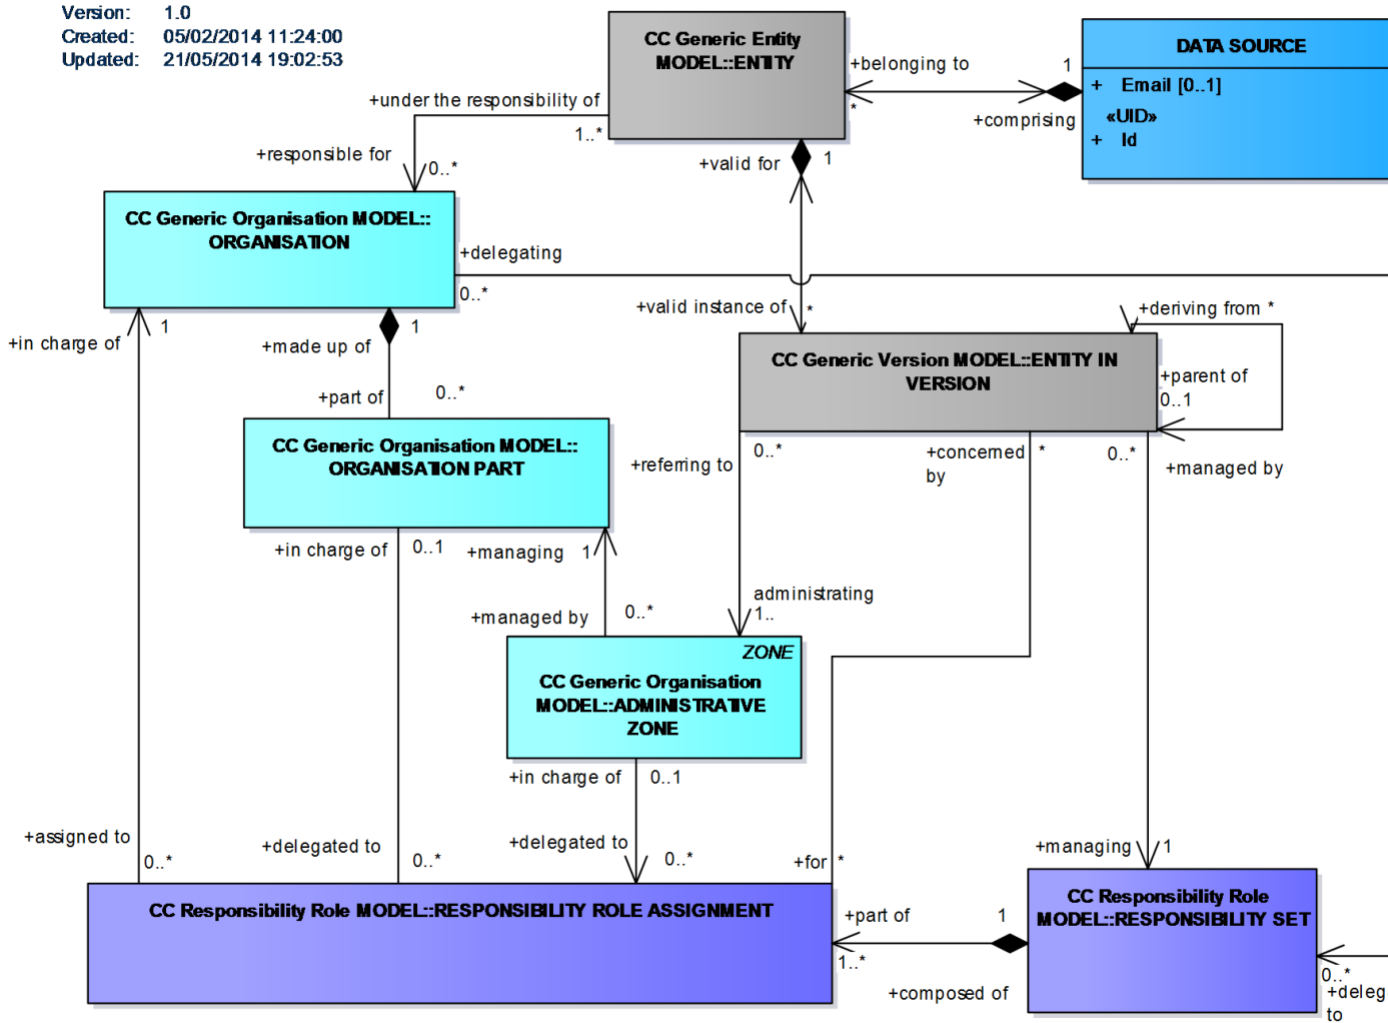 Version: 1.0
Created: 05/02/2014 11:24:00
Updated: 21/05/2014 19:02:53
CC Generic Entity
MODEL::ENTITY
DATA SOURCE
+ Email [0..1]
«UID»
+ Id
+belonging to
*
1
+comprising
+under the responsibility of
1..*
+responsible for
0..*
+valid for
1
CC Generic Organisation MODEL::
ORGANISATION
+delegating
0..*
+valid instance of
*
+deriving from *
+in charge of
1
1
+made up of
+part of
0..*
CC Generic Version MODEL::ENTITY IN
VERSION
+parent of
0..1
CC Generic Organisation MODEL::
ORGANISATION PART
+referring to
0..*
+concerned
by
*
0..*
+managed by
+in charge of
0..1
+managing
1
+managed by
0..*
administrating
1..
ZONE
CC Generic Organisation
MODEL::ADMINISTRATIVE
ZONE
+in charge of
0..1
+assigned to
0..*
+delegated to
0..*
+delegated to
0..*
+for
*
+managing
1
CC Responsibility Role MODEL::RESPONSIBILITY ROLE ASSIGNMENT
+part of
1
1..*
+composed of
CC Responsibility Role
MODEL::RESPONSIBILITY SET
0..*
+deleg
to